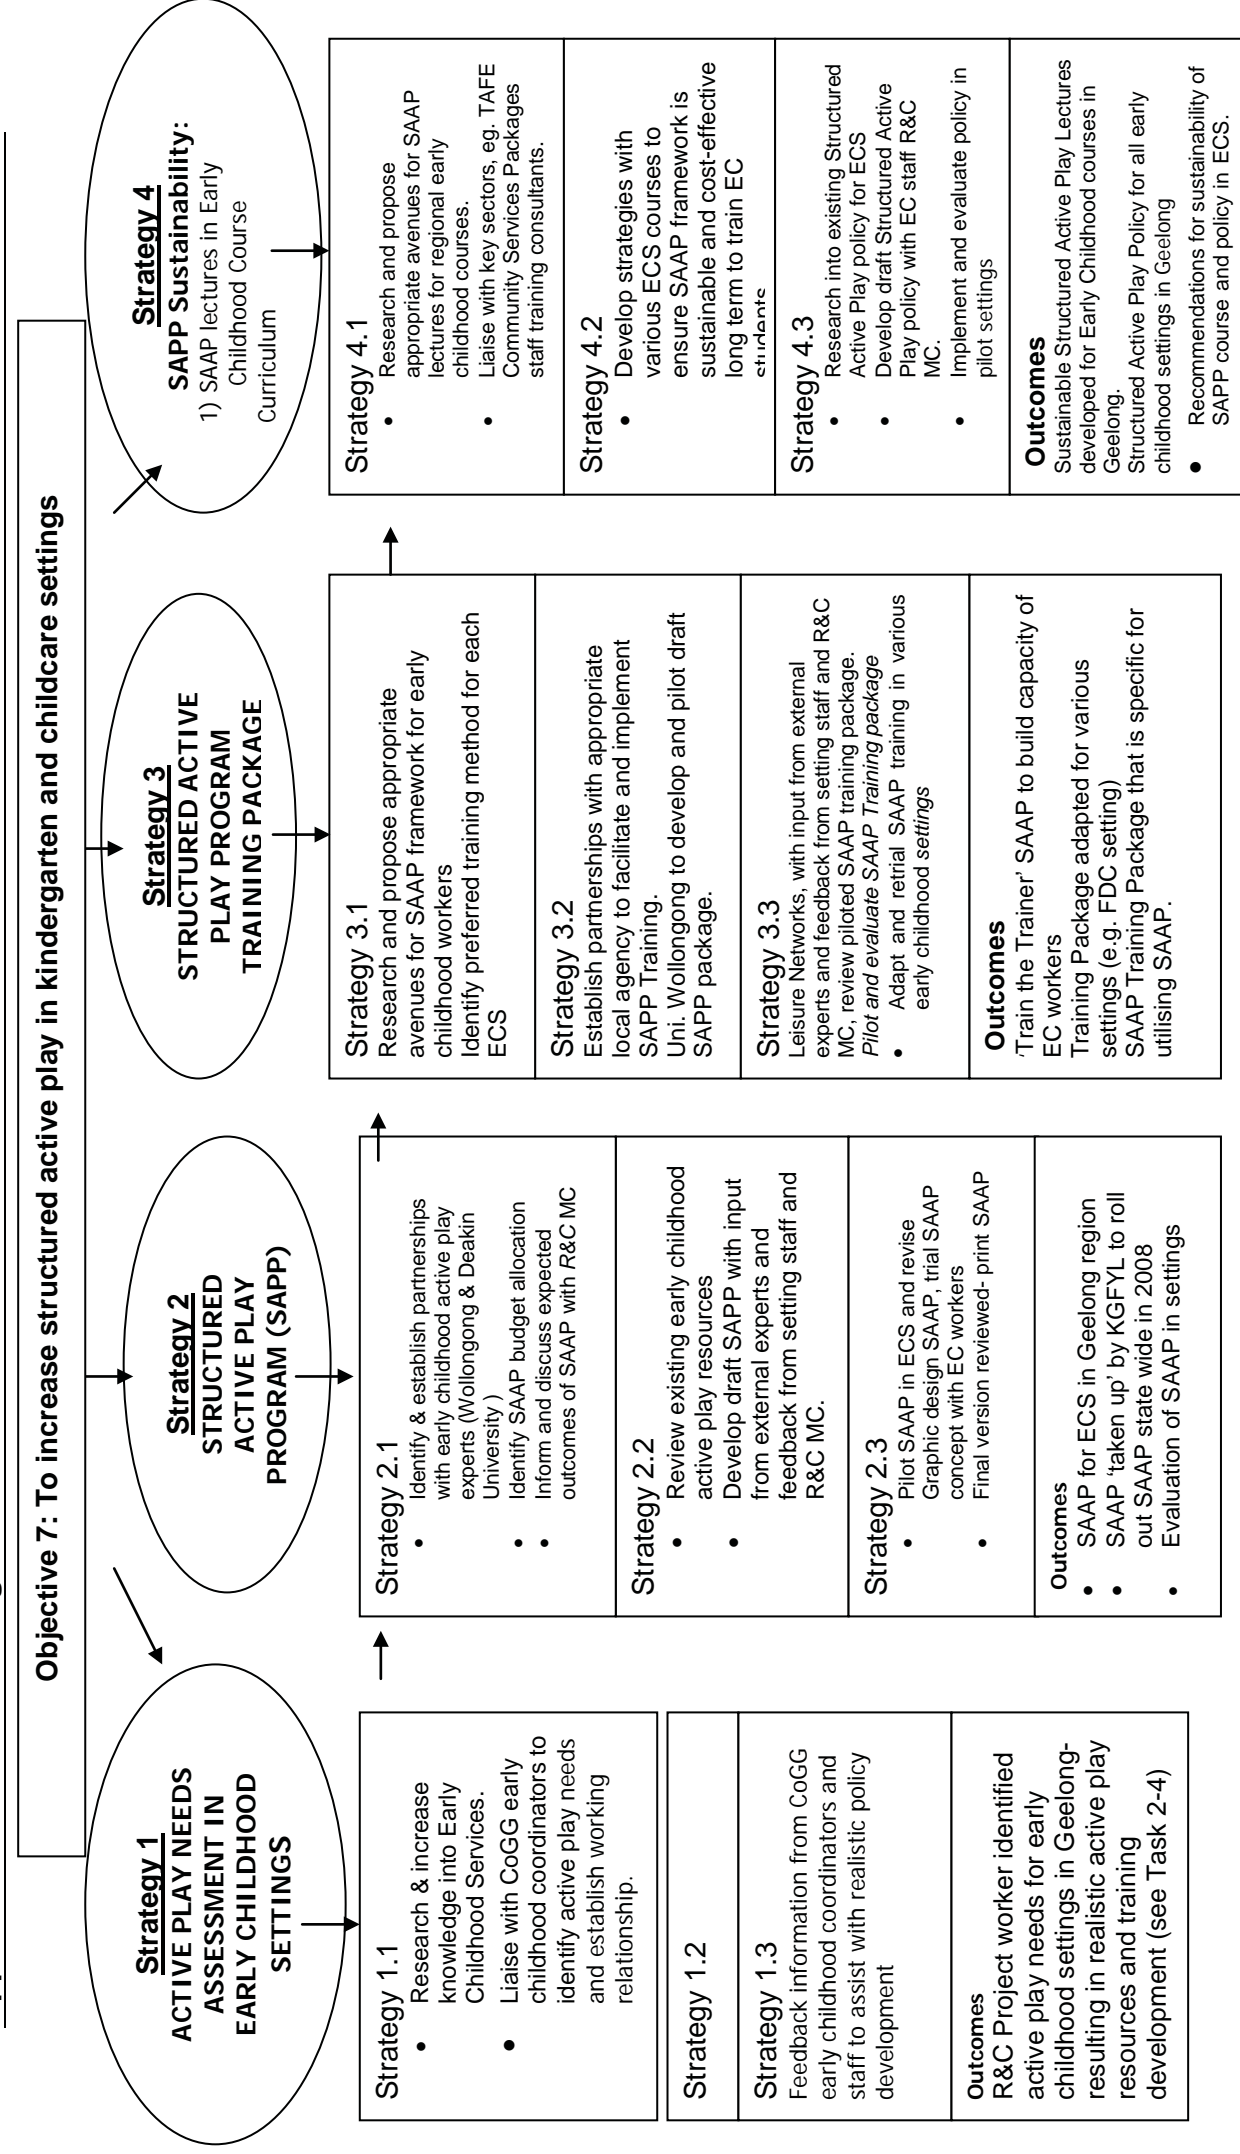 Objective 7: To increase structured active play in kindergarten and childcare settings
Strategy 1
ACTIVE PLAY NEEDS
ASSESSMENT IN
EARLY CHILDHOOD
SETTINGS
Strategy 1.1
• Research & increase
knowledge into Early
Childhood Services.
• Liaise with CoGG early
childhood coordinators to
identify active play needs
and establish working
relationship.
Strategy 1.2
Strategy 1.3
Feedback information from CoGG
early childhood coordinators and
staff to assist with realistic policy
development
Outcomes
R&C Project worker identified
active play needs for early
childhood settings in Geelong-
resulting in realistic active play
resources and training
development (see Task 2-4)
Strategy 2
STRUCTURED
ACTIVE PLAY
PROGRAM (SAPP)
Strategy 2.1
• Identify & establish partnerships
with early childhood active play
experts (Wollongong & Deakin
University )
• Identify SAAP budget allocation
• Inform and discuss expected
outcomes of SAAP with R&C MC
Strategy 2.2
• Review existing early childhood
active play resources
• Develop draft SAPP with input
from external experts and
feedback from setting staff and
R&C MC.
Strategy 2.3
• Pilot SAAP in ECS and revise
Graphic design SAAP, trial SAAP
concept with EC workers
• Final version reviewed- print SAAP
Outcomes
• SAAP for ECS in Geelong region
• SAAP ‘taken up’ by KGFYL to roll
out SAAP state wide in 2008
• Evaluation of SAAP in settings
Strategy 3
STRUCTURED ACTIVE
PLAY PROGRAM
TRAINING PACKAGE
Strategy 3.1
Research and propose appropriate
avenues for SAAP framework for early
childhood workers
Identify preferred training method for each
ECS
Strategy 3.2
Establish partnerships with appropriate
local agency to facilitate and implement
SAPP Training.
Uni. Wollongong to develop and pilot draft
SAPP package.
Strategy 3.3
Leisure Networks, with input from external
experts and feedback from setting staff and R&C
MC, review piloted SAAP training package.
Pilot and evaluate SAAP Training package
• Adapt and retrial SAAP training in various
early childhood settings
Outcomes
‘Train the Trainer’ SAAP to build capacity of
EC workers
Training Package adapted for various
settings (e.g. FDC setting)
SAAP Training Package that is specific for
utilising SAAP.
Strategy 4
SAPP Sustainability:
1) SAAP lectures in Early
Childhood Course
Curriculum
Strategy 4.1
• Research and propose
appropriate avenues for SAAP
lectures for regional early
childhood courses.
• Liaise with key sectors, eg. TAFE
Community Services Packages
staff training consultants.
Strategy 4.2
• Develop strategies with
various ECS courses to
ensure SAAP framework is
sustainable and cost-effective
long term to train EC
students
Strategy 4.3
• Research into existing Structured
Active Play policy for ECS
• Develop draft Structured Active
Play policy with EC staff R&C
MC.
• Implement and evaluate policy in
pilot settings
Outcomes
Sustainable Structured Active Play Lectures
developed for Early Childhood courses in
Geelong.
Structured Active Play Policy for all early
childhood settings in Geelong
• Recommendations for sustainability of
SAPP course and policy in ECS.